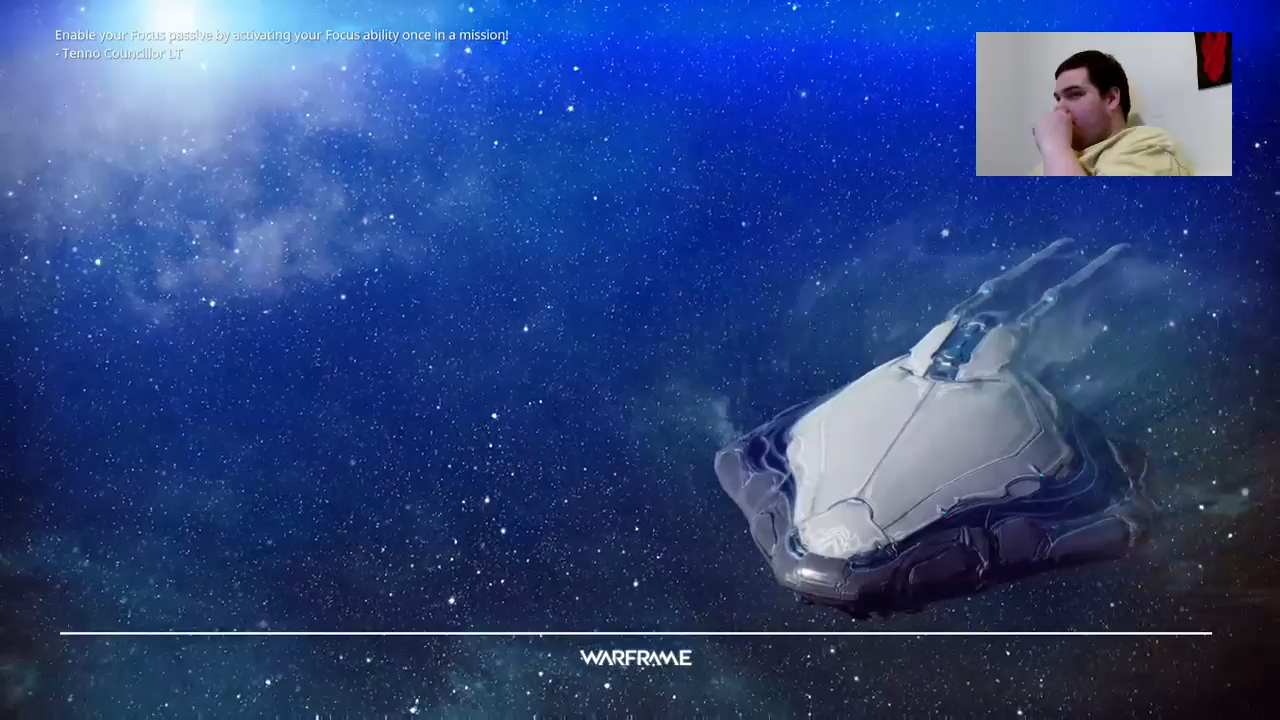 Enable your Focus passive by activating your Focus ability once in a mission!
- Tenno Councillor LT
WARFRAME